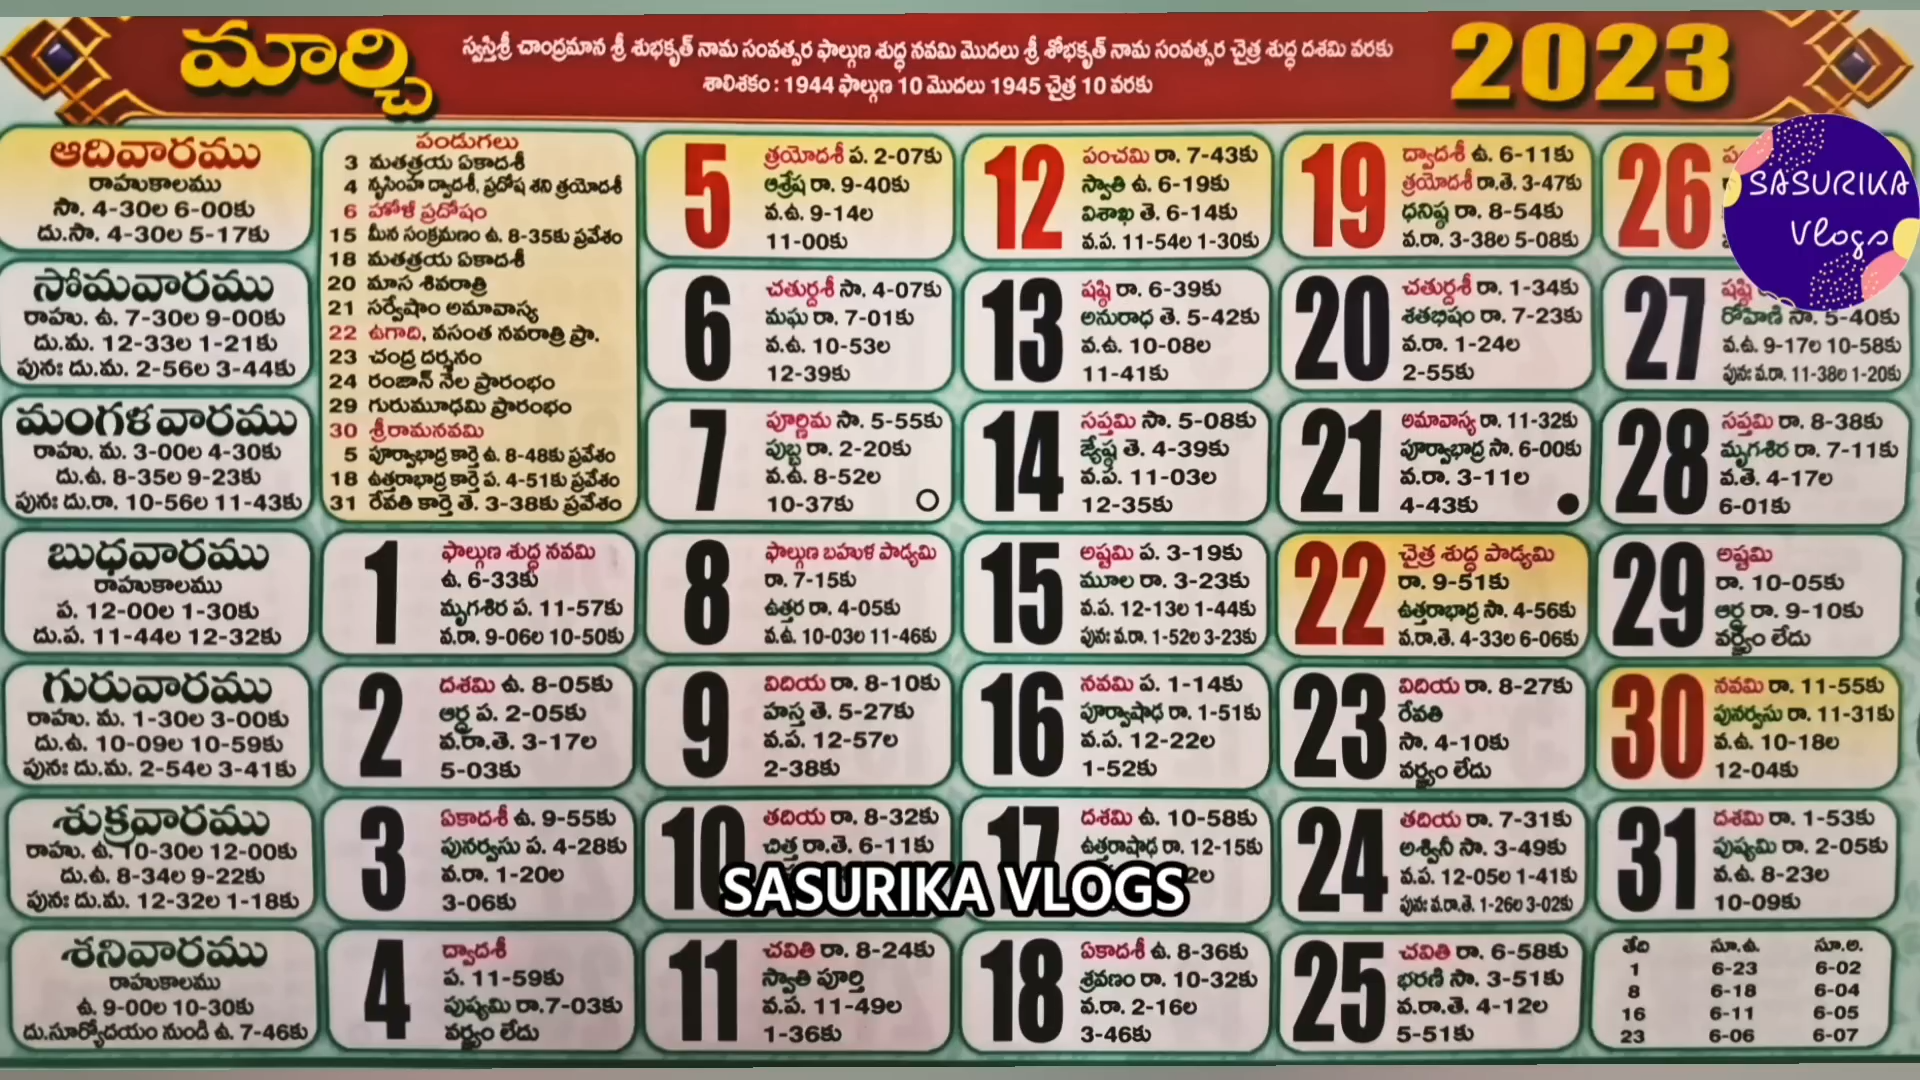 మార్చి
స్వస్తిశ్రీ చాంద్రమాన శ్రీ శుభకృత్ నామ సంవత్సర ఫాల్గుణ శుద్ధ నవమి మొదలు శ్రీ శోభకృత్ నామ సంవత్సర చైత్ర శుద్ధ దశమి వరకు
శాలిశకం : 1944 ఫాల్గుణ 10 మొదలు 1945 చైత్ర 10 వరకు
2023
SASURIKA
Vlogs
ఆదివారము
రాహుకాలము
సా. 4-30ల 6-00కు
దు.సా. 4-30ల 5-17కు
పండుగలు
3 మతత్రయ ఏకాదశీ
4 నృసింహ ద్వాదశీ, ప్రదోష శని త్రయోదశీ
6 హోళీ ప్రదోషం
15 మీన సంక్రమణం ఉ. 8-35కు ప్రవేశం
18 మతత్రయ ఏకాదశీ
20 మాస శివరాత్రి
21 సర్వేషాం అమావాస్య
22 ఉగాది, వసంత నవరాత్రి ప్రా.
23 చంద్ర దర్శనం
24 రంజాన్ నెల ప్రారంభం
29 గురుమూఢమి ప్రారంభం
30 శ్రీరామనవమి
5 పూర్వాభాద్ర కార్తె ఉ. 8-48కు ప్రవేశం
18 ఉత్తరాభాద్ర కార్తె ప. 4-51కు ప్రవేశం
31 రేవతి కార్తె తె. 3-38కు ప్రవేశం
5
త్రయోదశీ ప. 2-07కు
ఆశ్రేష రా. 9-40కు
వ.ఉ. 9-14ల
11-00కు
12
పంచమి రా. 7-43కు
స్వాతి ఉ. 6-19కు
విశాఖ తె. 6-14కు
వ.ప. 11-54ల 1-30కు
19
ద్వాదశీ ఉ. 6-11కు
త్రయోదశీ రా.తె. 3-47కు
ధనిష్ఠ రా. 8-54కు
వ.రా. 3-38ల 5-08కు
26
సోమవారము
రాహు. ఉ. 7-30ల 9-00కు
దు.మ. 12-33ల 1-21కు
పునః దు.మ. 2-56ల 3-44కు
6
చతుర్దశీ సా. 4-07కు
మఘ రా. 7-01కు
వ.ఉ. 10-53ల
12-39కు
13
షష్ఠి రా. 6-39కు
అనురాధ తె. 5-42కు
వ.ఉ. 10-08ల
11-41కు
20
చతుర్దశీ రా. 1-34కు
శతభిషం రా. 7-23కు
వ.రా. 1-24ల
2-55కు
27
షష్ఠి
రోహిణి సా. 5-40కు
వ.ఉ. 9-17ల 10-58కు
పునః వ.రా. 11-38ల 1-20కు
మంగళవారము
రాహు. మ. 3-00ల 4-30కు
దు.ఉ. 8-35ల 9-23కు
పునః దు.రా. 10-56ల 11-43కు
7
పూర్ణిమ సా. 5-55కు
పుబ్బ రా. 2-20కు
వ.ఉ. 8-52ల
10-37కు
14
సప్తమి సా. 5-08కు
జ్యేష్ఠ తె. 4-39కు
వ.ప. 11-03ల
12-35కు
21
అమావాస్య రా. 11-32కు
పూర్వాభాద్ర సా. 6-00కు
వ.రా. 3-11ల
4-43కు
28
సప్తమి రా. 8-38కు
మృగశిర రా. 7-11కు
వ.తె. 4-17ల
6-01కు
బుధవారము
రాహుకాలము
ప. 12-00ల 1-30కు
దు.ప. 11-44ల 12-32కు
1
ఫాల్గుణ శుద్ధ నవమి
ఉ. 6-33కు
మృగశిర ప. 11-57కు
వ.రా. 9-06ల 10-50కు
8
ఫాల్గుణ బహుళ పాడ్యమి
రా. 7-15కు
ఉత్తర రా. 4-05కు
వ.ఉ. 10-03ల 11-46కు
15
అష్టమి ప. 3-19కు
మూల రా. 3-23కు
వ.ప. 12-13ల 1-44కు
పునః వ.రా. 1-52ల 3-23కు
22
చైత్ర శుద్ధ పాడ్యమి
రా. 9-51కు
ఉత్తరాభాద్ర సా. 4-56కు
వ.రా.తె. 4-33ల 6-06కు
29
అష్టమి
రా. 10-05కు
ఆర్ద్ర రా. 9-10కు
వర్జ్యం లేదు
గురువారము
రాహు. మ. 1-30ల 3-00కు
దు.ఉ. 10-09ల 10-59కు
పునః దు.మ. 2-54ల 3-41కు
2
దశమి ఉ. 8-05కు
ఆర్ద్ర ప. 2-05కు
వ.రా.తె. 3-17ల
5-03కు
9
విదియ రా. 8-10కు
హస్త తె. 5-27కు
వ.ప. 12-57ల
2-38కు
16
నవమి ప. 1-14కు
పూర్వాషాఢ రా. 1-51కు
వ.ప. 12-22ల
1-52కు
23
విదియ రా. 8-27కు
రేవతి
సా. 4-10కు
వర్జ్యం లేదు
30
నవమి రా. 11-55కు
పునర్వసు రా. 11-31కు
వ.ఉ. 10-18ల
12-04కు
శుక్రవారము
రాహు. ఉ. 10-30ల 12-00కు
దు.ఉ. 8-34ల 9-22కు
పునః దు.మ. 12-32ల 1-18కు
3
ఏకాదశీ ఉ. 9-55కు
పునర్వసు ప. 4-28కు
వ.రా. 1-20ల
3-06కు
10
తదియ రా. 8-32కు
చిత్త రా.తె. 6-11కు
17
దశమి ఉ. 10-58కు
ఉత్తరాషాఢ రా. 12-15కు
24
తదియ రా. 7-31కు
అశ్వినీ సా. 3-49కు
వ.ప. 12-05ల 1-41కు
పునః వ.రా.తె. 1-26ల 3-02కు
31
దశమి రా. 1-53కు
పుష్యమి రా. 2-05కు
వ.ఉ. 8-23ల
10-09కు
SASURIKA VLOGS
శనివారము
రాహుకాలము
ఉ. 9-00ల 10-30కు
దు.సూర్యోదయం నుండి ఉ. 7-46కు
4
ద్వాదశీ
ప. 11-59కు
పుష్యమి రా.7-03కు
వర్జ్యం లేదు
11
చవితి రా. 8-24కు
స్వాతి పూర్తి
వ.ప. 11-49ల
1-36కు
18
ఏకాదశీ ఉ. 8-36కు
శ్రవణం రా. 10-32కు
వ.రా. 2-16ల
3-46కు
25
చవితి రా. 6-58కు
భరణి సా. 3-51కు
వ.రా.తె. 4-12ల
5-51కు
తేది సూ.ఉ. సూ.అ.
1 6-23 6-02
8 6-18 6-04
16 6-11 6-05
23 6-06 6-07